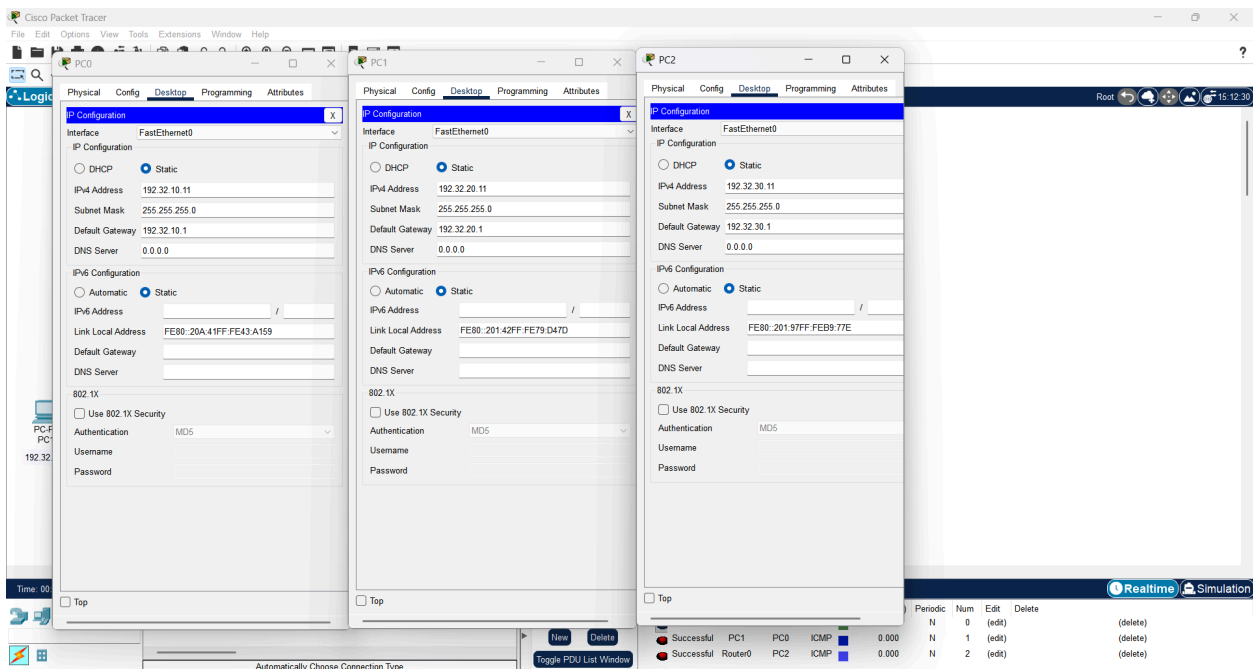 Cisco Packet Tracer
File Edit Options View Tools Extensions Window Help
?
Logic
Root 15:12:30
PC0
Physical Config Desktop Programming Attributes
IP Configuration X
Interface FastEthernet0
IP Configuration
DHCP Static
IPv4 Address 192.32.10.11
Subnet Mask 255.255.255.0
Default Gateway 192.32.10.1
DNS Server 0.0.0.0
IPv6 Configuration
Automatic Static
IPv6 Address /
Link Local Address FE80::20A:41FF:FE43:A159
Default Gateway
DNS Server
802.1X
Use 802.1X Security
Authentication MD5
Username
Password
Top
PC1
Physical Config Desktop Programming Attributes
IP Configuration X
Interface FastEthernet0
IP Configuration
DHCP Static
IPv4 Address 192.32.20.11
Subnet Mask 255.255.255.0
Default Gateway 192.32.20.1
DNS Server 0.0.0.0
IPv6 Configuration
Automatic Static
IPv6 Address /
Link Local Address FE80::201:42FF:FE79:D47D
Default Gateway
DNS Server
802.1X
Use 802.1X Security
Authentication MD5
Username
Password
Top
PC2
Physical Config Desktop Programming Attributes
IP Configuration
Interface FastEthernet0
IP Configuration
DHCP Static
IPv4 Address 192.32.30.11
Subnet Mask 255.255.255.0
Default Gateway 192.32.30.1
DNS Server 0.0.0.0
IPv6 Configuration
Automatic Static
IPv6 Address /
Link Local Address FE80::201:97FF:FEB9:77E
Default Gateway
DNS Server
802.1X
Use 802.1X Security
Authentication MD5
Username
Password
Top
PC-P
PC
192.32.
Time: 00:
Realtime Simulation
) Periodic Num Edit Delete
N 0 (edit) (delete)
Successful PC1 PC0 ICMP 0.000 N 1 (edit) (delete)
Successful Router0 PC2 ICMP 0.000 N 2 (edit) (delete)
New Delete
Toggle PDU List Window
Automatically Choose Connection Type